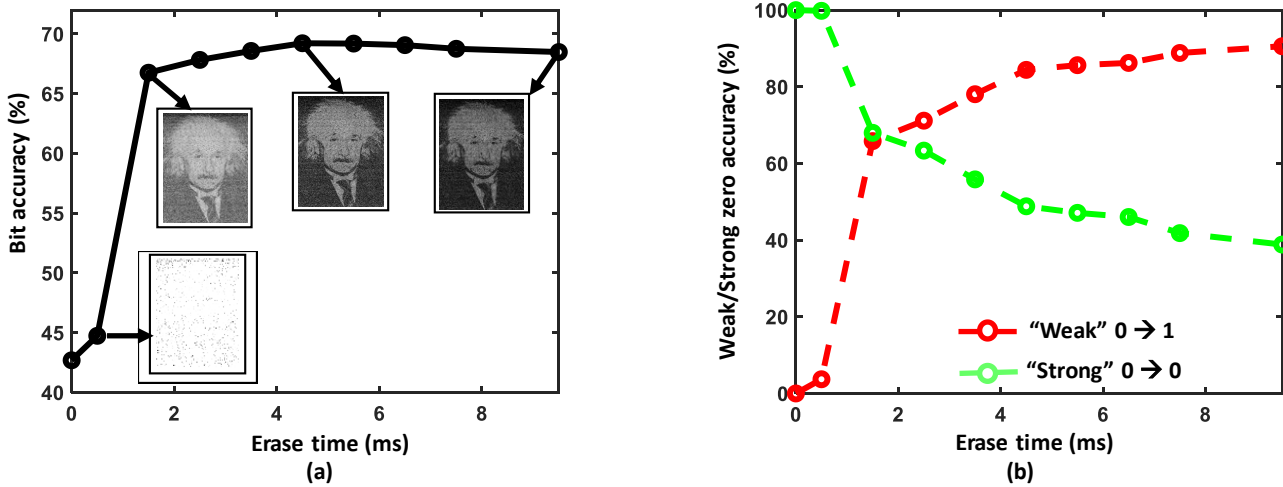 Bit accuracy (%)
70
65
60
55
50
45
40
0
2
4
6
8
Erase time (ms)
(a)
Weak/Strong zero accuracy (%)
100
80
60
40
20
0
0
2
4
6
8
"Weak" 0 → 1
"Strong" 0 → 0
Erase time (ms)
(b)